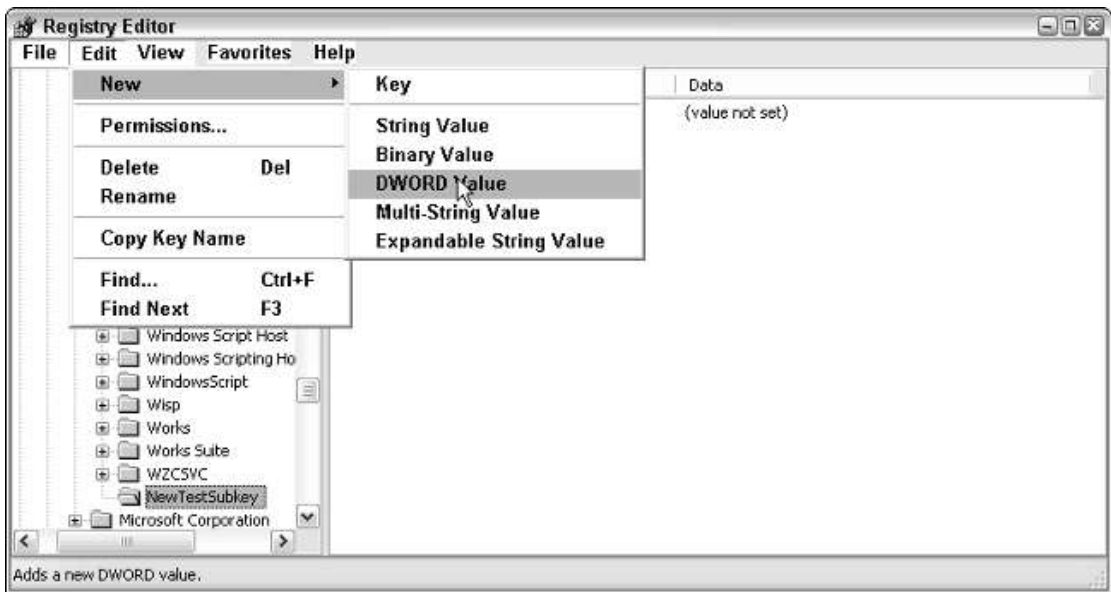 Registry Editor
File Edit View Favorites Help
New
Permissions...
Delete Del
Rename
Copy Key Name
Find... Ctrl+F
Find Next F3
Key
String Value
Binary Value
DWORD Value
Multi-String Value
Expandable String Value
Data
(value not set)
Windows Script Host
Windows Scripting Ho
WindowsScript
Wisp
Works
Works Suite
WZCSVC
NewTestSubkey
Microsoft Corporation
Adds a new DWORD value.